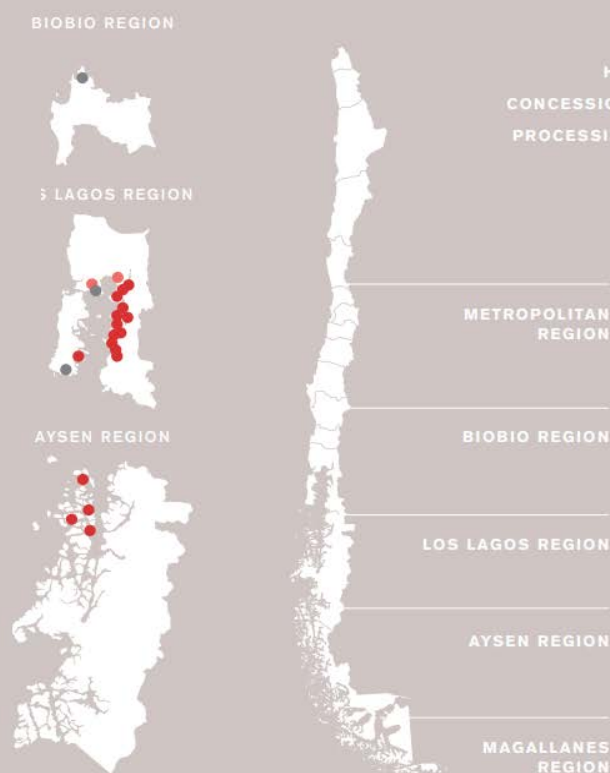 BIOBIO REGION
H
CONCESSIO
PROCESSI
S LAGOS REGION
METROPOLITAN
REGION
AYSEN REGION
BIOBIO REGION
LOS LAGOS REGION
AYSEN REGION
MAGALLANES
REGION